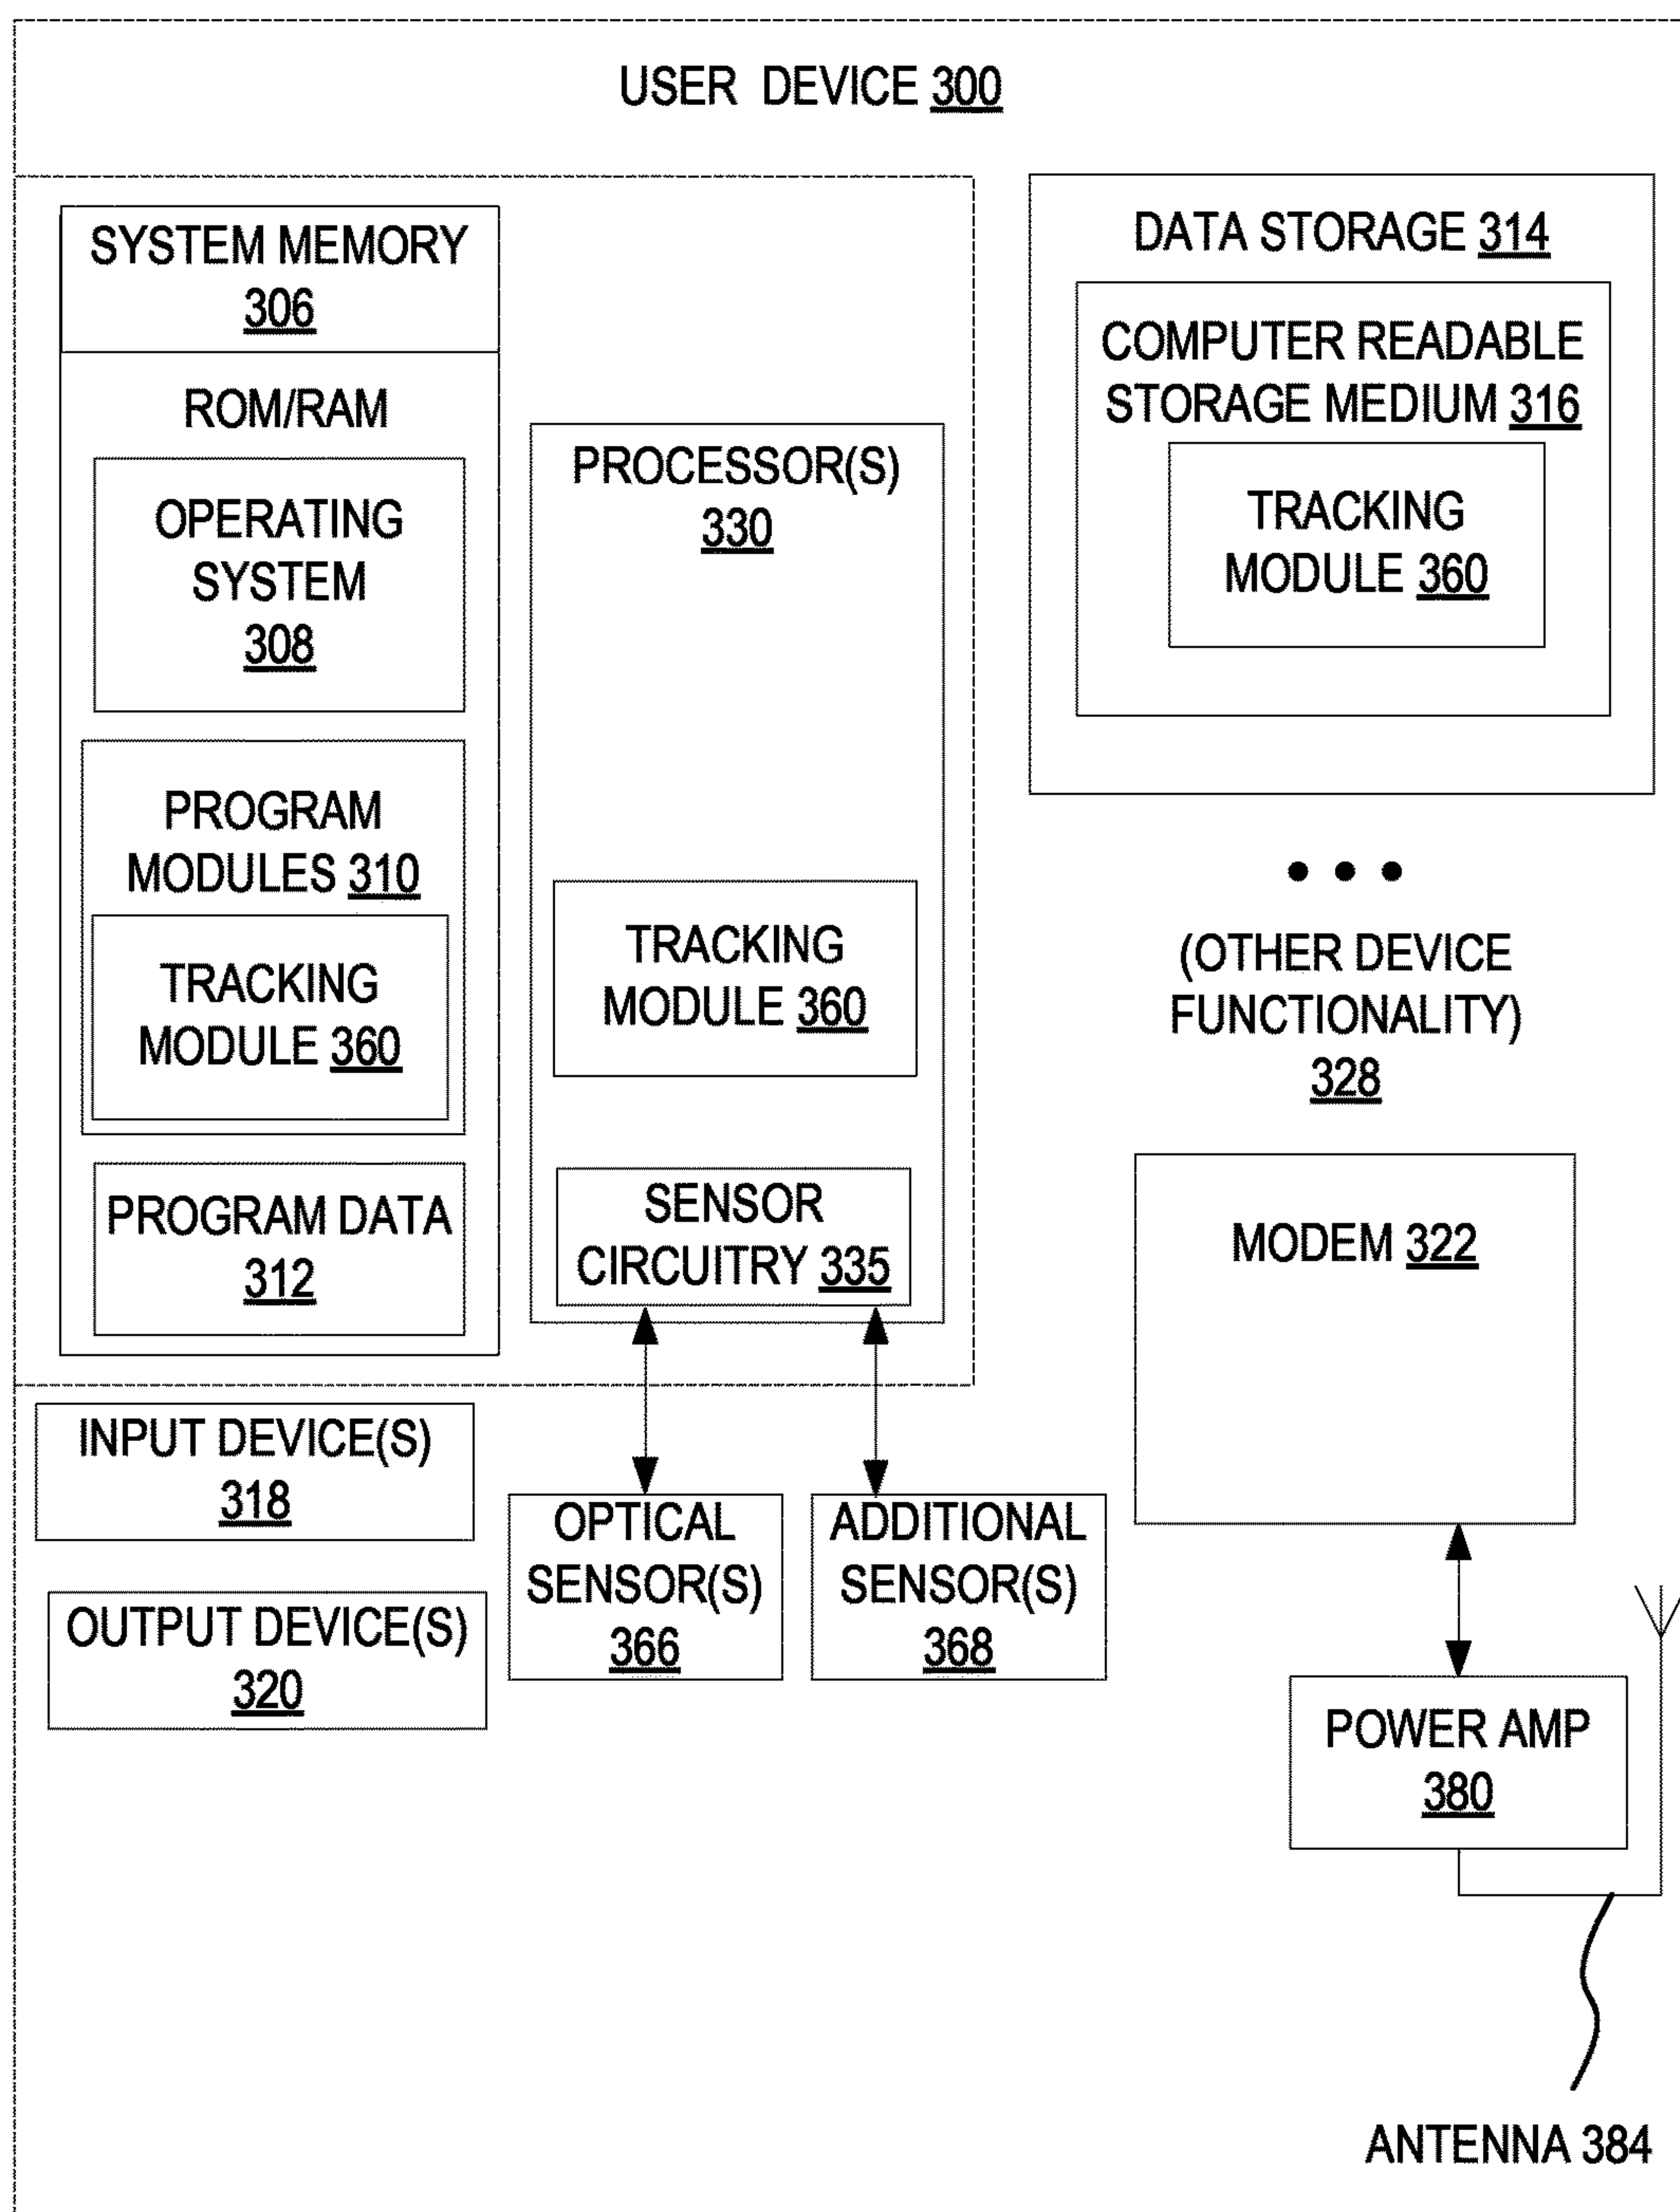 USER DEVICE 300
SYSTEM MEMORY
306
ROM/RAM
OPERATING
SYSTEM
308
PROGRAM
MODULES 310
TRACKING
MODULE 360
PROGRAM DATA
312
PROCESSOR(S)
330
TRACKING
MODULE 360
SENSOR
CIRCUITRY 335
DATA STORAGE 314
COMPUTER READABLE
STORAGE MEDIUM 316
TRACKING
MODULE 360
(OTHER DEVICE
FUNCTIONALITY)
328
MODEM 322
INPUT DEVICE(S)
318
OUTPUT DEVICE(S)
320
OPTICAL
SENSOR(S)
366
ADDITIONAL
SENSOR(S)
368
POWER AMP
380
ANTENNA 384